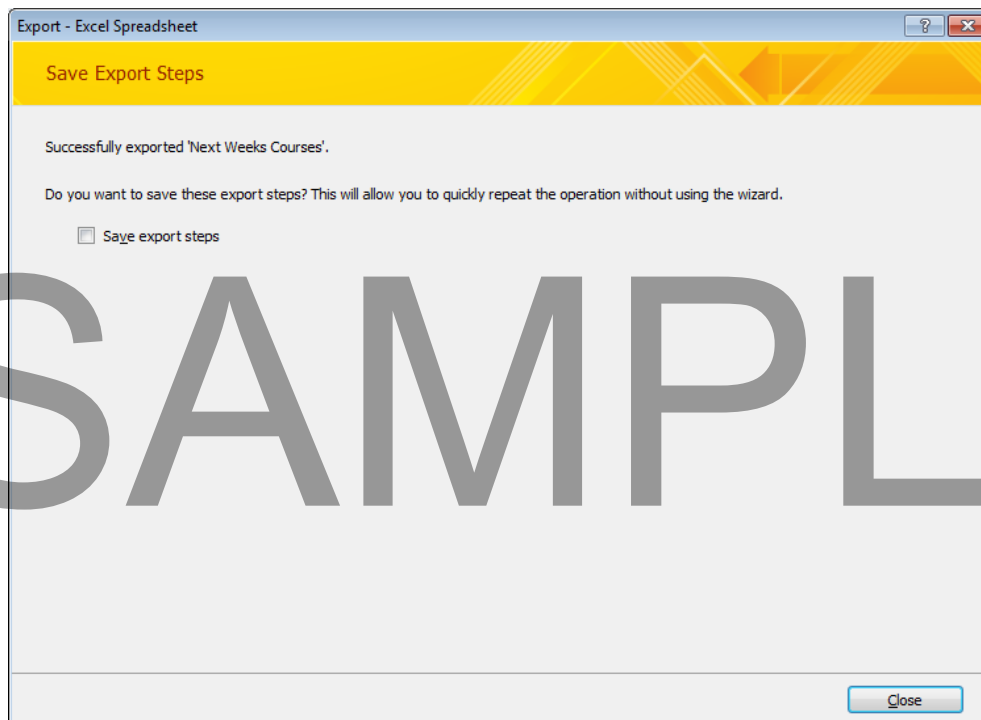 Export - Excel Spreadsheet
Save Export Steps
Successfully exported 'Next Weeks Courses'.
Do you want to save these export steps? This will allow you to quickly repeat the operation without using the wizard.
Save export steps
SAMPL
Close